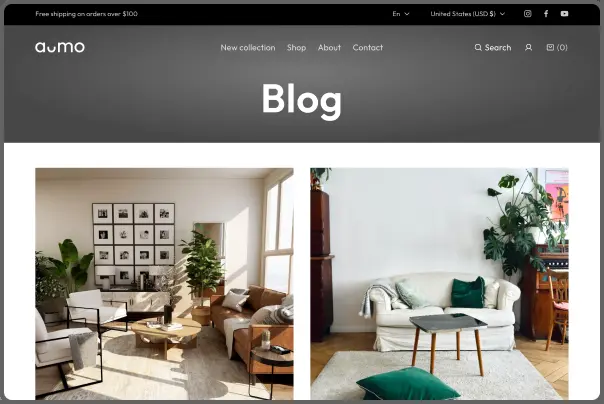 Free shipping on orders over $100
En
United States (USD $)
aumo
New collection
Shop
About
Contact
Search
(0)
Blog